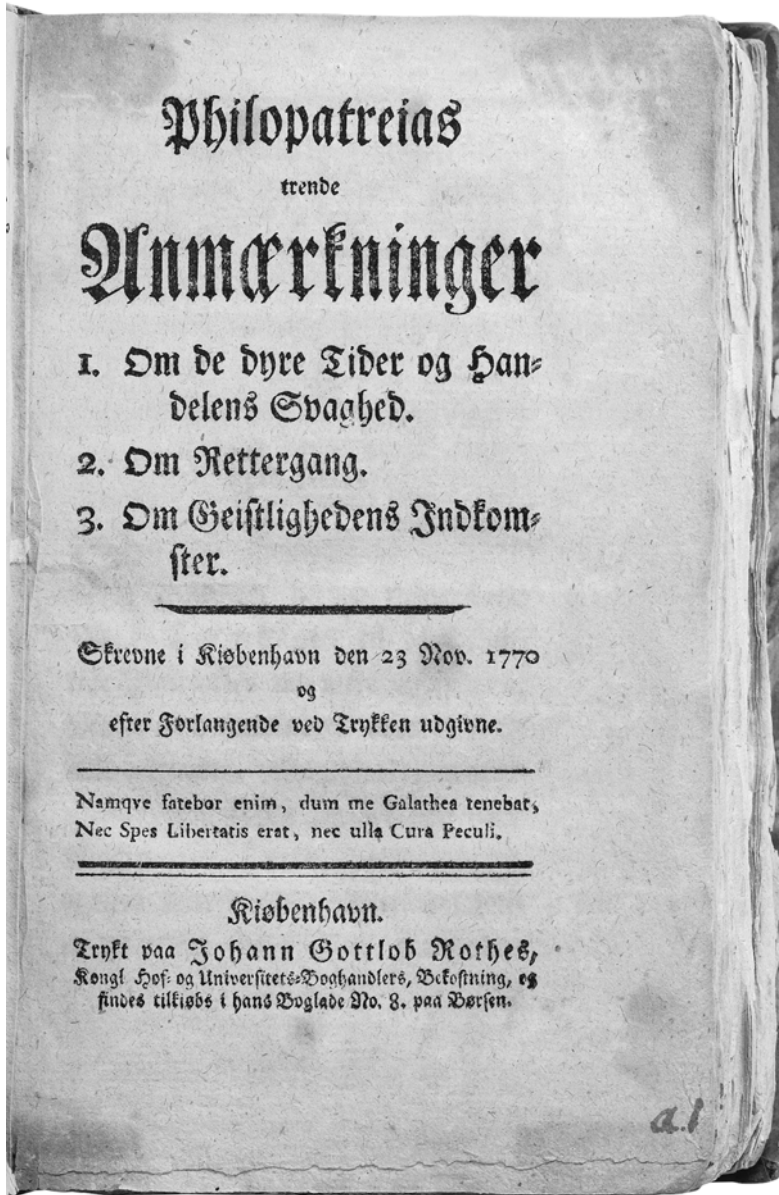 Philopatreias
trende
Anmærkninger
1. Om de dyre Tider og Han⸗
delens Svaghed.
2. Om Rettergang.
3. Om Geistlighedens Indkom⸗
ster.
Skrevne i Kiøbenhavn den 23 Nov. 1770
og
efter Forlangende ved Trykken udgivne.
Namqve fatebor enim, dum me Galathea tenebat,
Nec Spes Libertatis erat, nec ulla Cura Peculi.
Kiøbenhavn.
Trykt paa Johann Gottlob Rothes,
Kongl Hof⸗ og Universitets⸗Boghandlers, Bekostning, og
findes tilkiøbs i hans Boglade No. 8. paa Børsen.
a.1